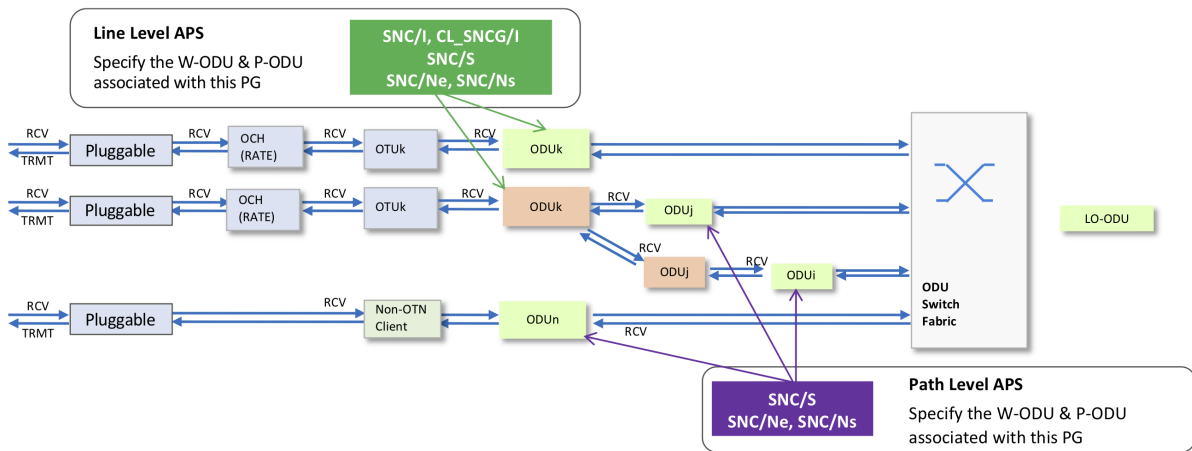 Line Level APS
Specify the W-ODU & P-ODU
associated with this PG
SNC/I, CL_SNCG/I
SNC/S
SNC/Ne, SNC/Ns
RCV
TRMT
Pluggable
RCV
OCH
(RATE)
RCV
OTUk
RCV
ODUk
RCV
TRMT
Pluggable
RCV
OCH
(RATE)
RCV
OTUk
RCV
ODUk
RCV
ODUj
RCV
ODUj
RCV
ODUi
LO-ODU
ODU
Switch
Fabric
RCV
TRMT
Pluggable
RCV
Non-OTN
Client
ODUn
RCV
SNC/S
SNC/Ne, SNC/Ns
Path Level APS
Specify the W-ODU & P-ODU
associated with this PG